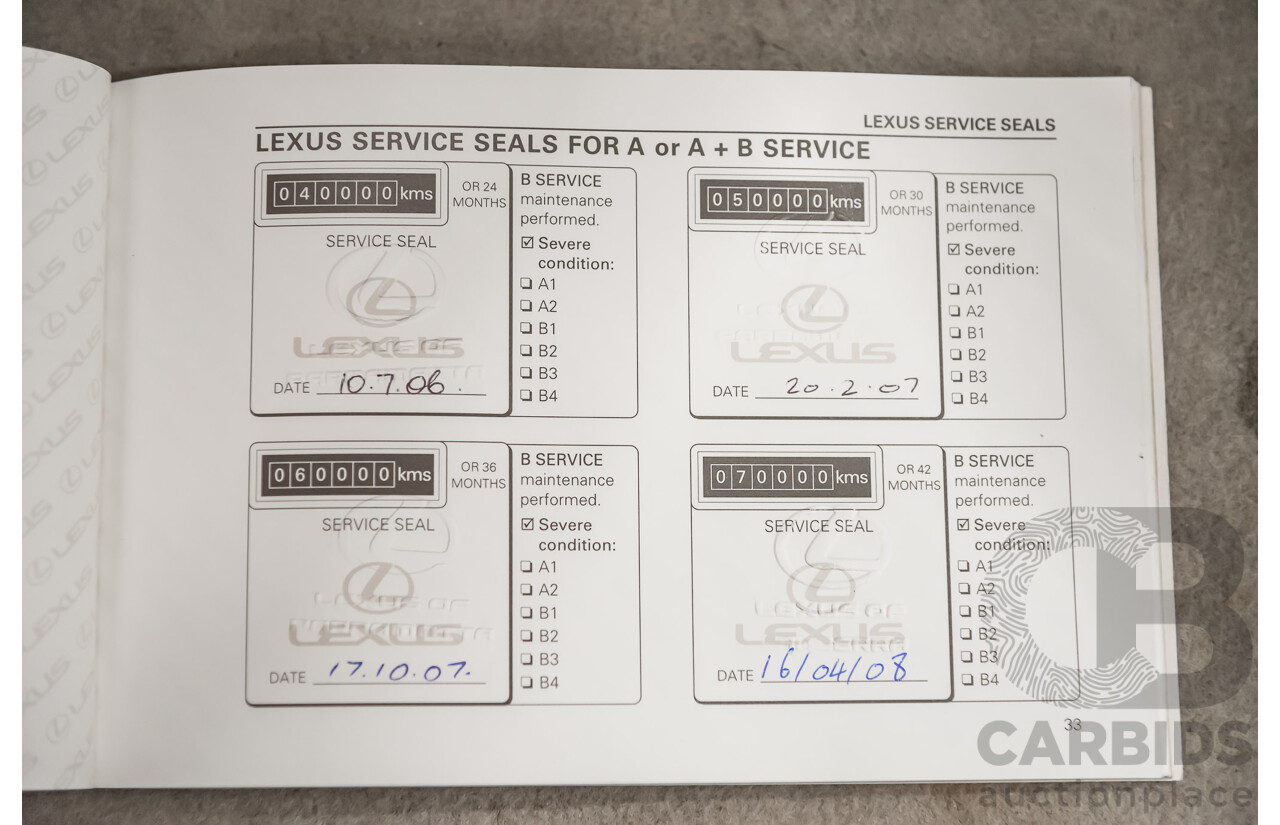 LEXUS SERVICE SEALS
LEXUS SERVICE SEALS FOR A or A + B SERVICE
040000 kms
OR 24
MONTHS
SERVICE SEAL
LEXUS
DATE 10.7.06.
B SERVICE
maintenance
performed.
☑ Severe
condition:
❏ A1
❏ A2
❏ B1
❏ B2
❏ B3
❏ B4
050000 kms
OR 30
MONTHS
SERVICE SEAL
LEXUS
DATE 20.2.07
B SERVICE
maintenance
performed.
☑ Severe
condition:
❏ A1
❏ A2
❏ B1
❏ B2
❏ B3
❏ B4
060000 kms
OR 36
MONTHS
SERVICE SEAL
LEXUS OF
LEXUS
DATE 17.10.07.
B SERVICE
maintenance
performed.
☑ Severe
condition:
❏ A1
❏ A2
❏ B1
❏ B2
❏ B3
❏ B4
070000 kms
OR 42
MONTHS
SERVICE SEAL
LEXUS OF
LEXUS
DATE 16/04/08
B SERVICE
maintenance
performed.
☑ Severe
condition:
❏ A1
❏ A2
❏ B1
❏ B2
❏ B3
❏ B4
33
CARBIDS
auctionplace